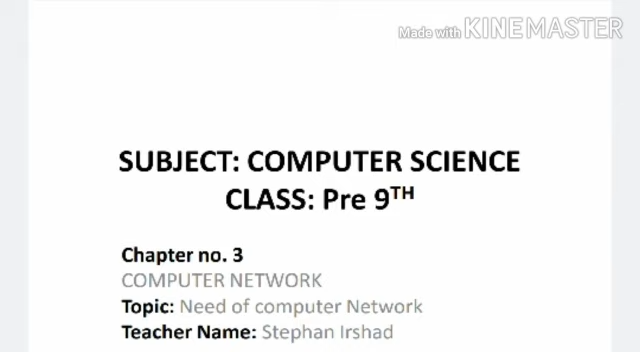 Made with KINEMASTER
SUBJECT: COMPUTER SCIENCE
CLASS: Pre 9TH
Chapter no. 3
COMPUTER NETWORK
Topic: Need of computer Network
Teacher Name: Stephan Irshad